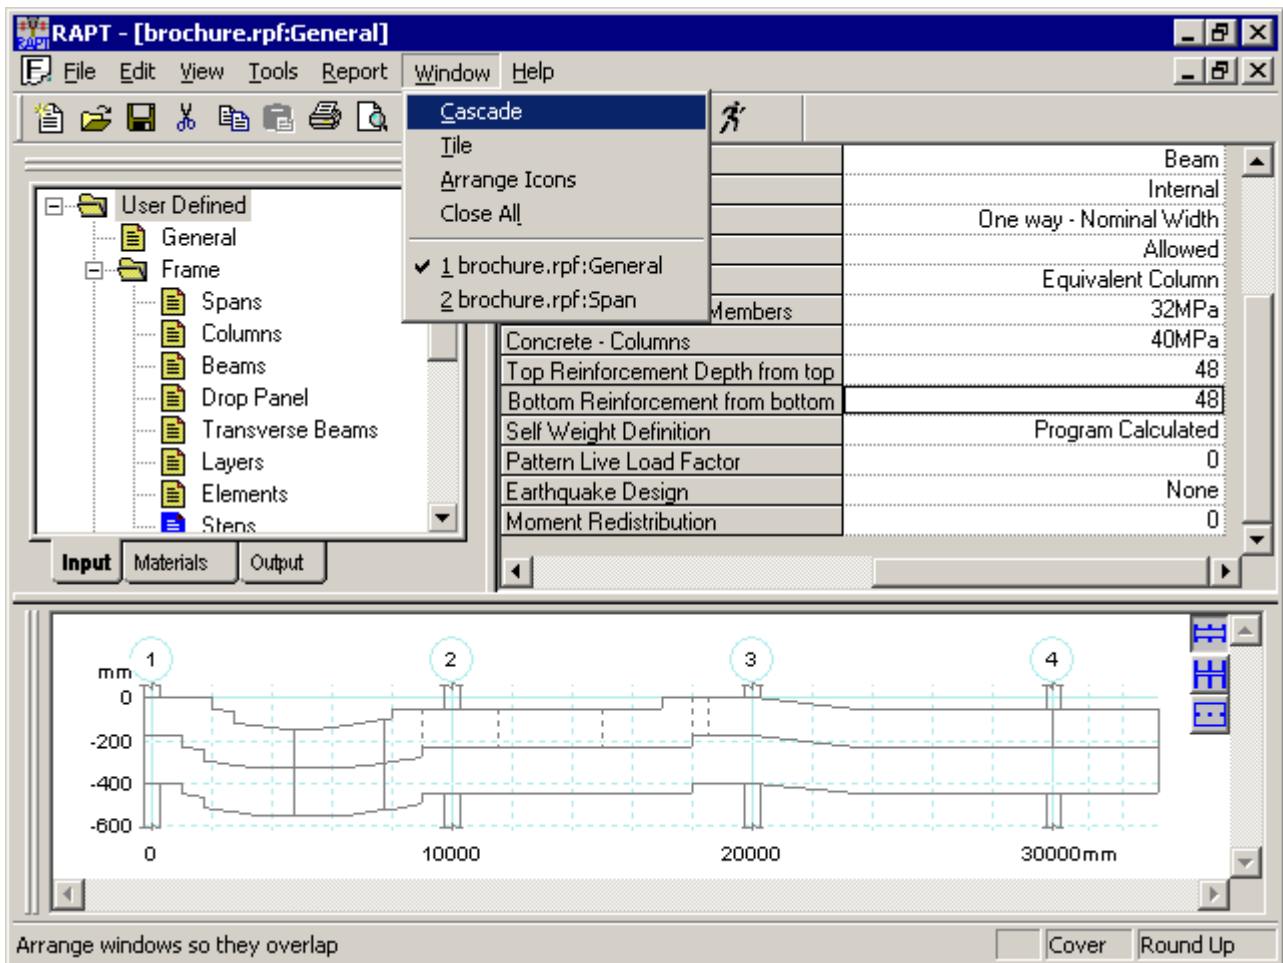 RAPT - [brochure.rpf:General]
File Edit View Tools Report Window Help
Cascade
Tile
Arrange Icons
Close All
1 brochure.rpf:General
2 brochure.rpf:Span
User Defined
General
Frame
Spans
Columns
Beams
Drop Panel
Transverse Beams
Layers
Elements
Steps
Input Materials Output
Beam
Internal
One way - Nominal Width
Allowed
Equivalent Column
Members 32MPa
Concrete - Columns 40MPa
Top Reinforcement Depth from top 48
Bottom Reinforcement from bottom 48
Self Weight Definition Program Calculated
Pattern Live Load Factor 0
Earthquake Design None
Moment Redistribution 0
1 2 3 4
mm
0
-200
-400
-600
0 10000 20000 30000mm
Arrange windows so they overlap Cover Round Up